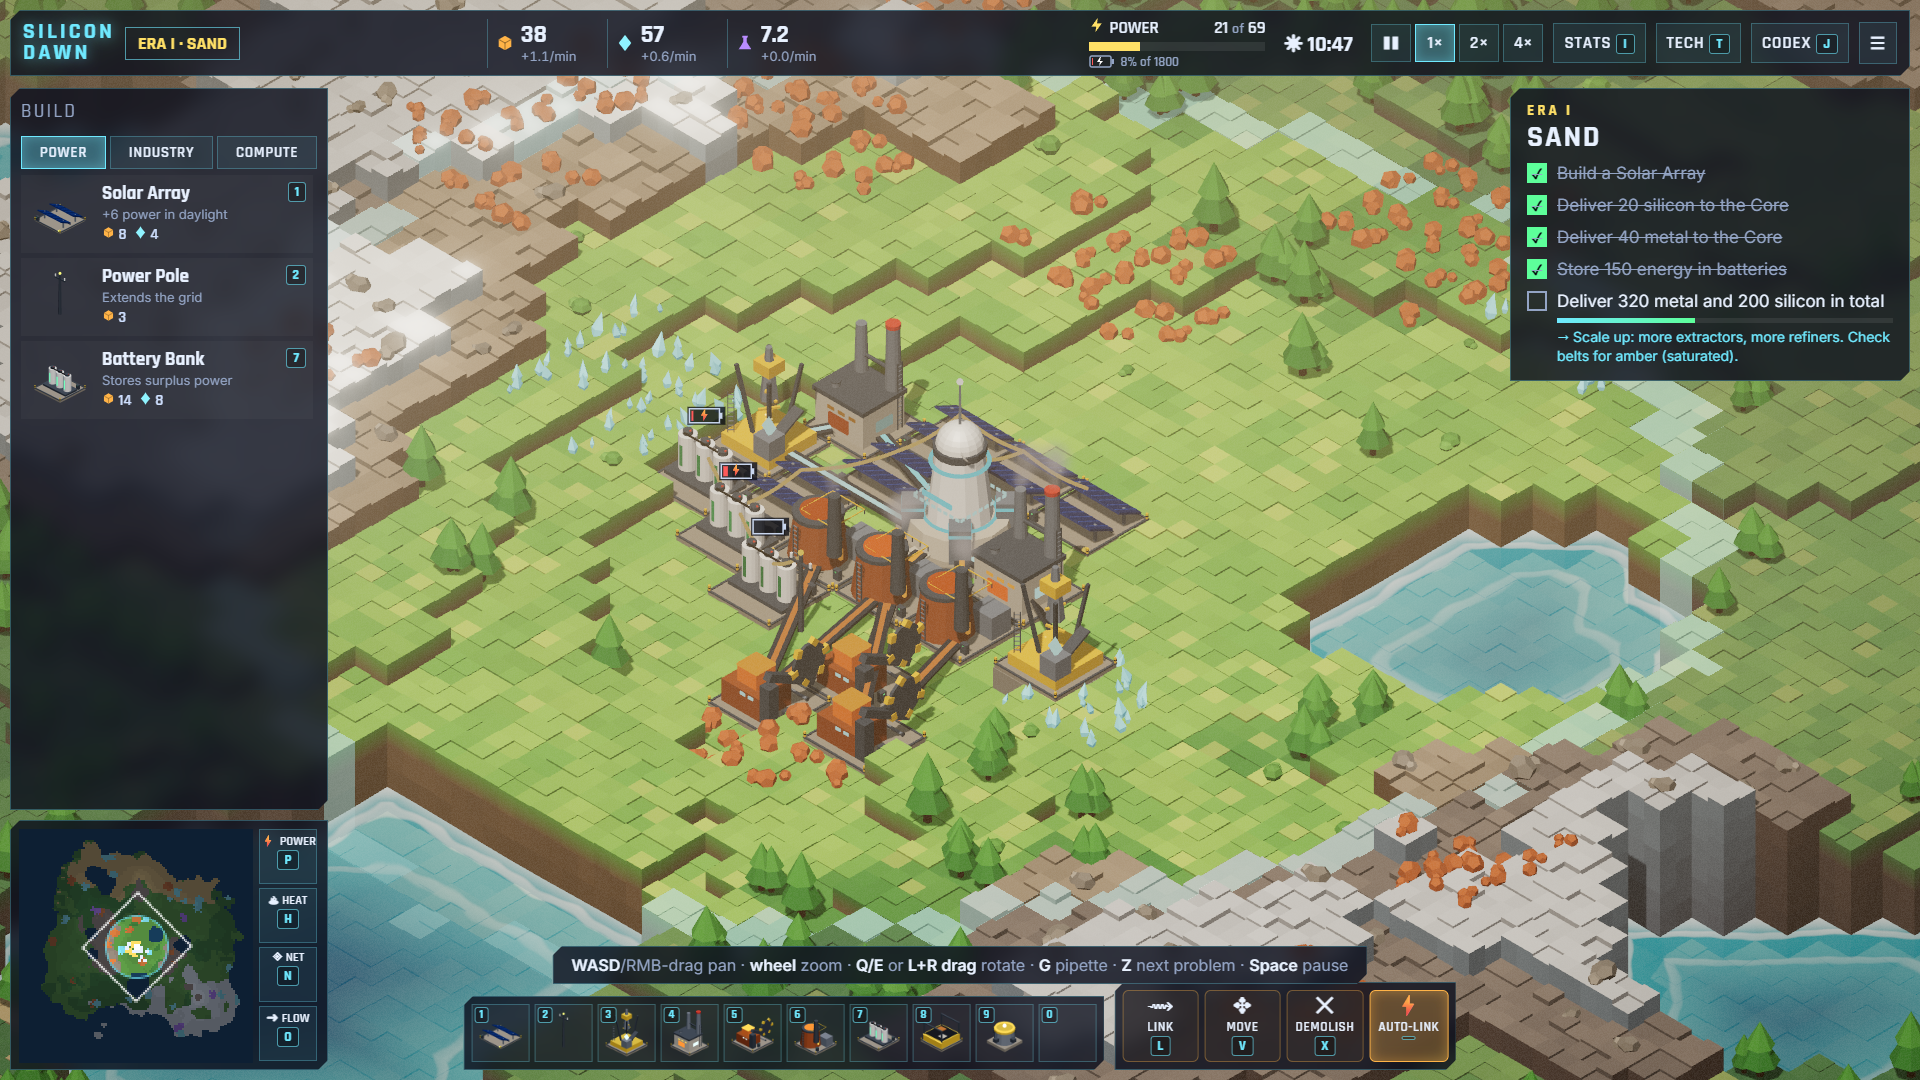 SILICON
DAWN
ERA I · SAND
38
+1.1/min
57
+0.6/min
7.2
+0.0/min
POWER 21 of 69
8% of 1800
10:47
1×
2×
4×
STATS I
TECH T
CODEX J
BUILD
POWER
INDUSTRY
COMPUTE
Solar Array 1
+6 power in daylight
8 4
Power Pole 2
Extends the grid
3
Battery Bank 7
Stores surplus power
14 8
ERA I
SAND
Build a Solar Array
Deliver 20 silicon to the Core
Deliver 40 metal to the Core
Store 150 energy in batteries
Deliver 320 metal and 200 silicon in total
→ Scale up: more extractors, more refiners. Check
belts for amber (saturated).
POWER
P
HEAT
H
NET
N
FLOW
O
WASD/RMB-drag pan · wheel zoom · Q/E or L+R drag rotate · G pipette · Z next problem · Space pause
1 2 3 4 5 6 7 8 9 0
LINK
L
MOVE
V
DEMOLISH
X
AUTO-LINK